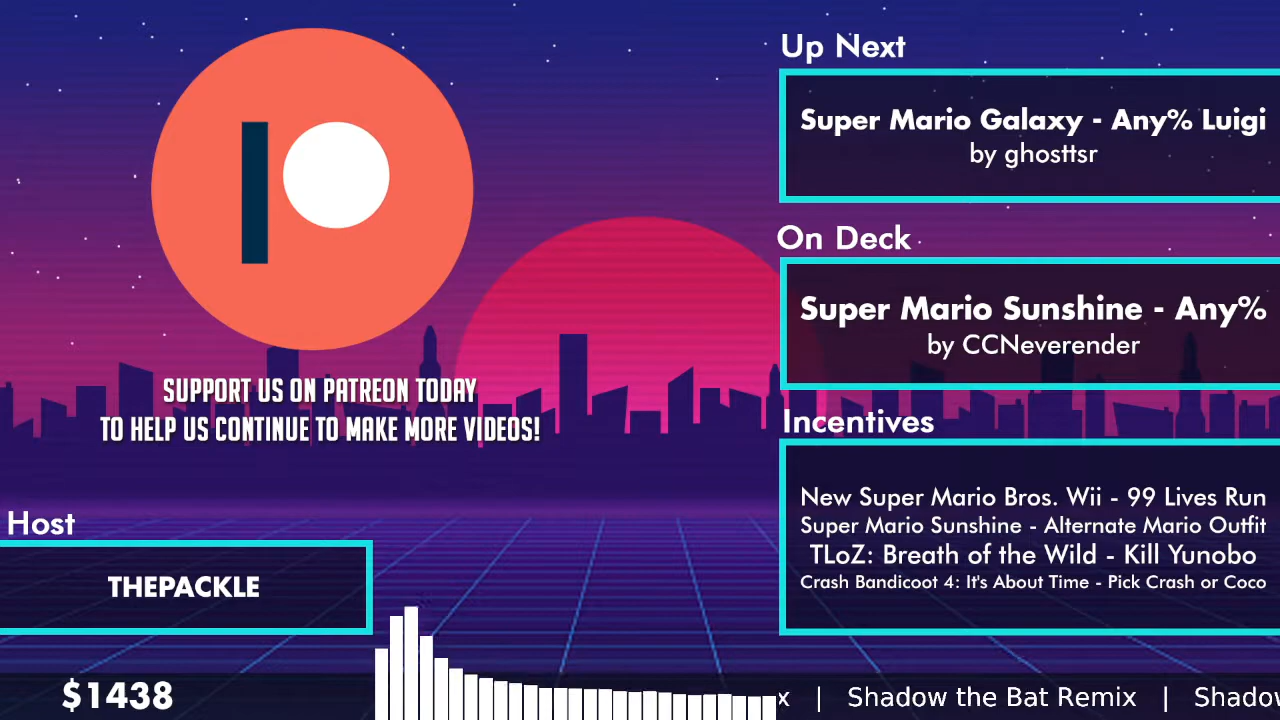 SUPPORT US ON PATREON TODAY
TO HELP US CONTINUE TO MAKE MORE VIDEOS!
Host
THEPACKLE
$1438
Up Next
Super Mario Galaxy - Any% Luigi
by ghosttsr
On Deck
Super Mario Sunshine - Any%
by CCNeverender
Incentives
New Super Mario Bros. Wii - 99 Lives Run
Super Mario Sunshine - Alternate Mario Outfit
TLoZ: Breath of the Wild - Kill Yunobo
Crash Bandicoot 4: It's About Time - Pick Crash or Coco
x | Shadow the Bat Remix | Shadow